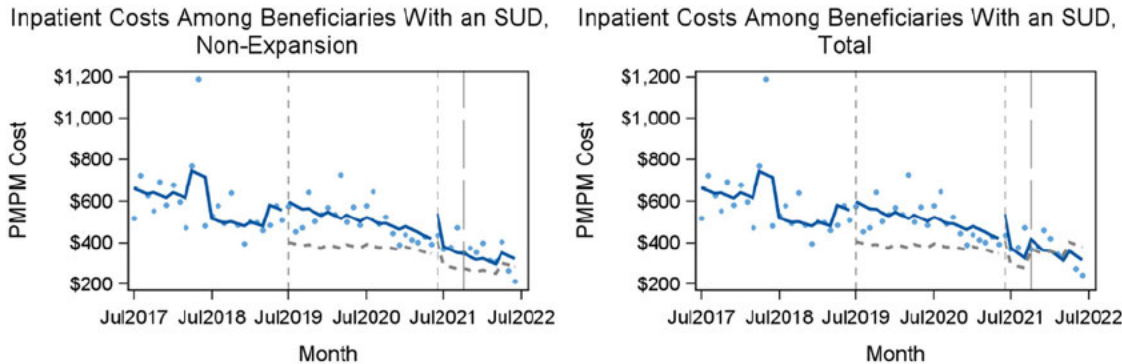 Inpatient Costs Among Beneficiaries With an SUD,
Non-Expansion
$1,200
$1,000
$800
$600
$400
$200
PMPM Cost
Jul2017 Jul2018 Jul2019 Jul2020 Jul2021 Jul2022
Month
Inpatient Costs Among Beneficiaries With an SUD,
Total
$1,200
$1,000
$800
$600
$400
$200
PMPM Cost
Jul2017 Jul2018 Jul2019 Jul2020 Jul2021 Jul2022
Month